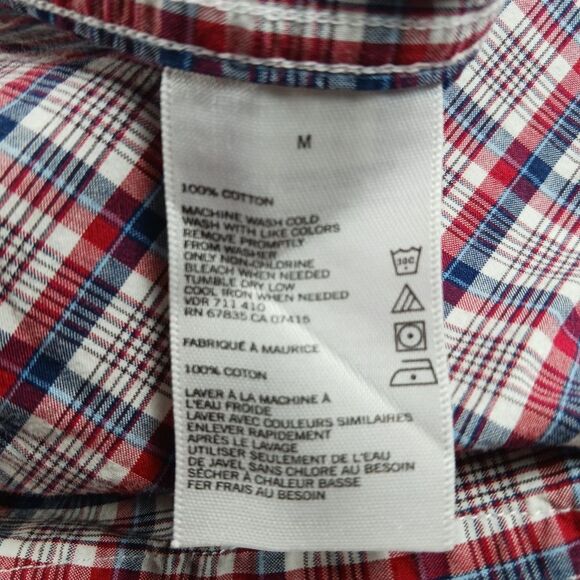 M
100% COTTON
MACHINE WASH COLD
WASH WITH LIKE COLORS
REMOVE PROMPTLY
FROM WASHER
ONLY NON-CHLORINE
BLEACH WHEN NEEDED
TUMBLE DRY LOW
COOL IRON WHEN NEEDED
VDR 711 410
RN 67835 CA 07415
FABRIQUÉ À MAURICE
100% COTON
LAVER À LA MACHINE À
L'EAU FROIDE
LAVER AVEC COULEURS SIMILAIRES
ENLEVER RAPIDEMENT
APRÈS LE LAVAGE
UTILISER SEULEMENT DE L'EAU
DE JAVEL SANS CHLORE AU BESOIN
SÉCHER À CHALEUR BASSE
FER FRAIS AU BESOIN
30C